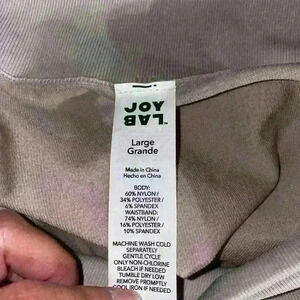 JOY
LAB™
Large
Grande
Made in China
Hecho en China
BODY:
60% NYLON /
34% POLYESTER /
6% SPANDEX
WAISTBAND:
74% NYLON /
16% POLYESTER /
10% SPANDEX
MACHINE WASH COLD
SEPARATELY
GENTLE CYCLE
ONLY NON-CHLORINE
BLEACH IF NEEDED
TUMBLE DRY LOW
REMOVE PROMPTLY
COOL IRON IF NEEDED